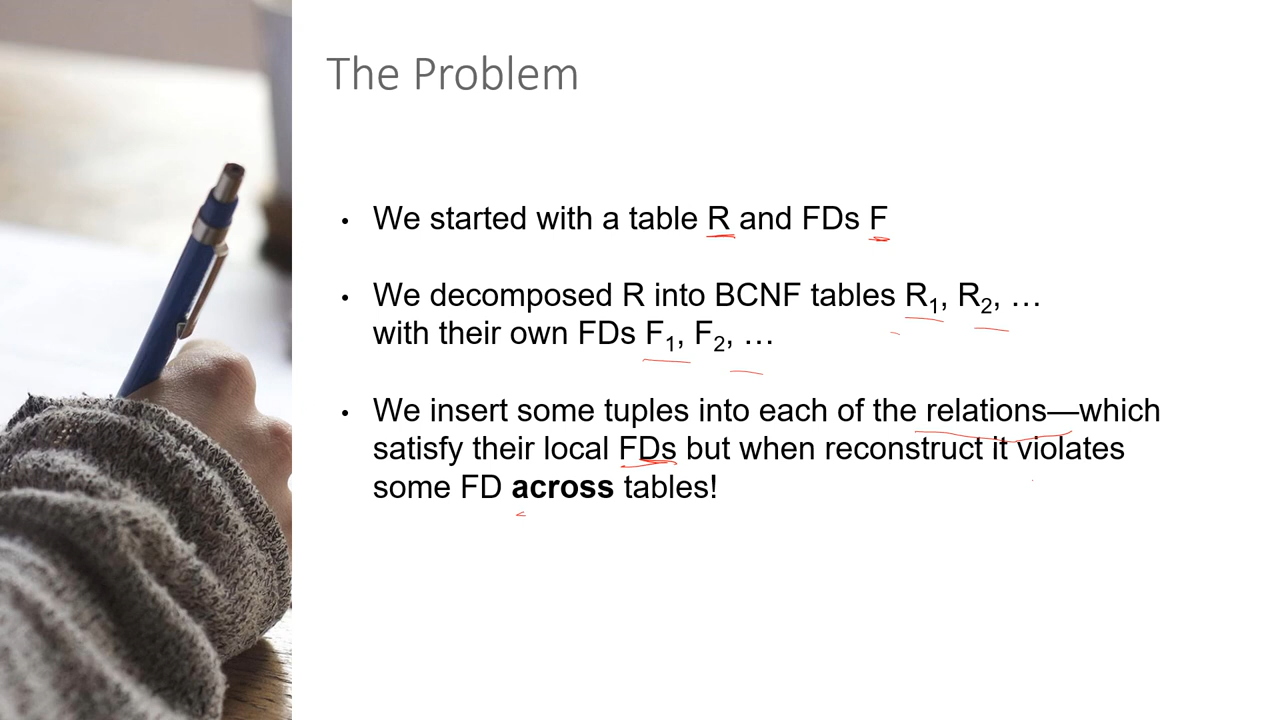 The Problem
• We started with a table R and FDs F
• We decomposed R into BCNF tables R₁, R₂, …
with their own FDs F₁, F₂, …
• We insert some tuples into each of the relations—which
satisfy their local FDs but when reconstruct it violates
some FD across tables!